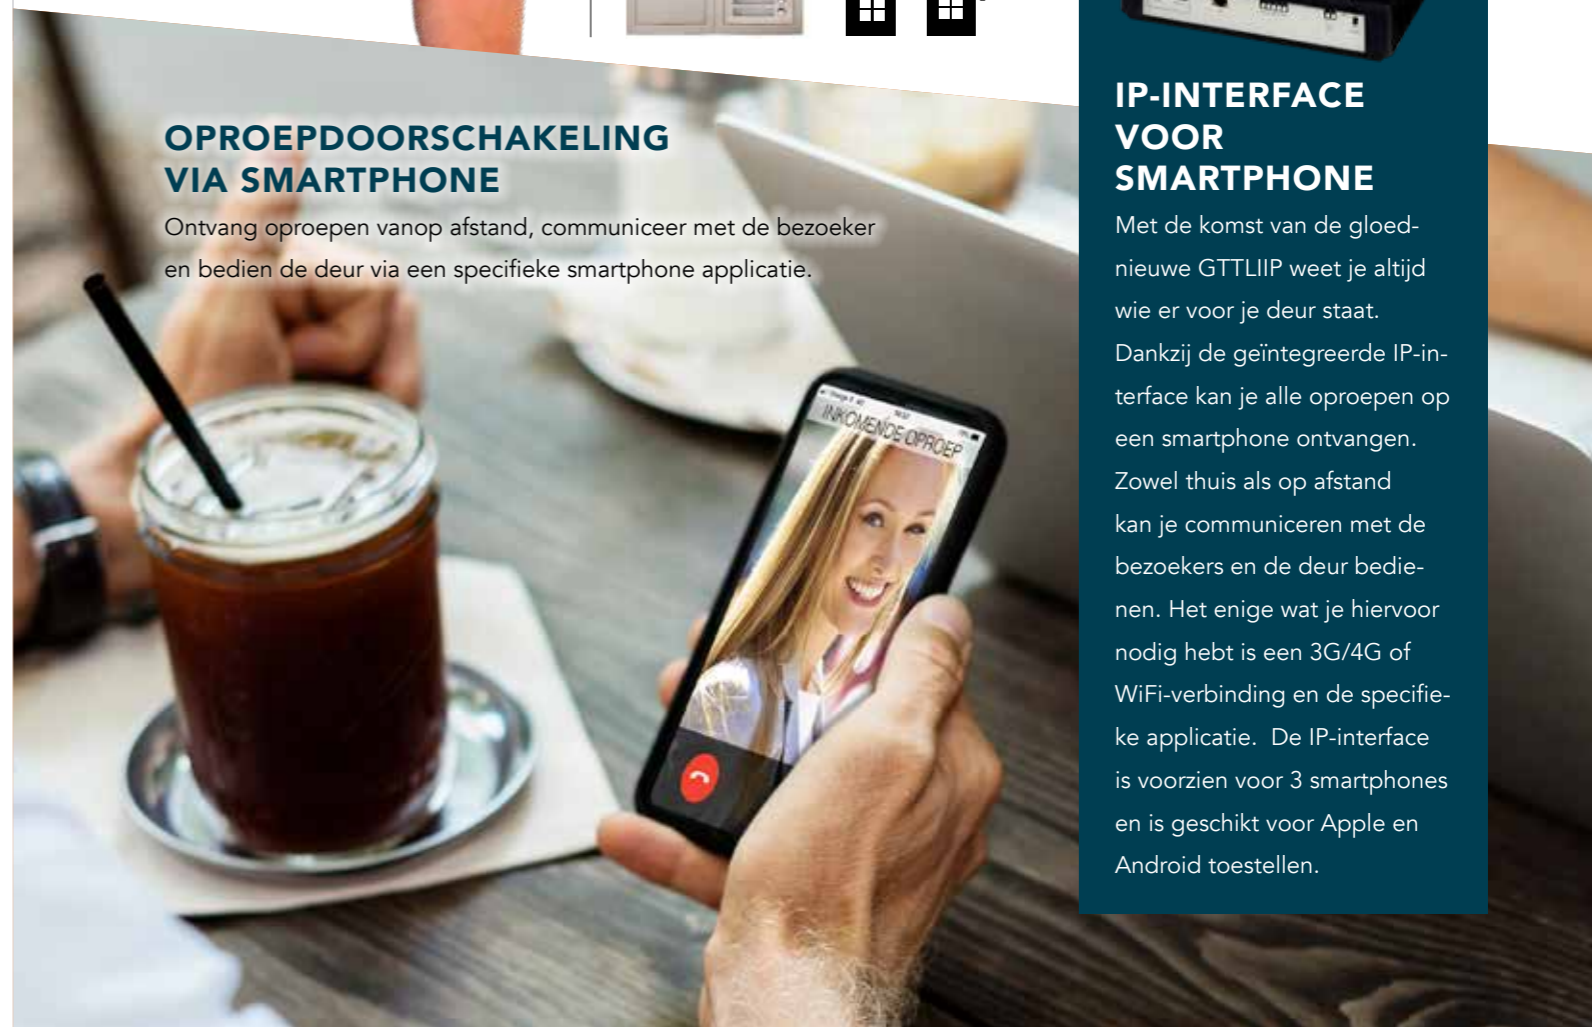 OPROEPDOORSCHAKELING
VIA SMARTPHONE
Ontvang oproepen vanop afstand, communiceer met de bezoeker
en bedien de deur via een specifieke smartphone applicatie.
INKOMENDE OPROEP
IP-INTERFACE
VOOR
SMARTPHONE
Met de komst van de gloed-
nieuwe GTTLIIP weet je altijd
wie er voor je deur staat.
Dankzij de geïntegreerde IP-in-
terface kan je alle oproepen op
een smartphone ontvangen.
Zowel thuis als op afstand
kan je communiceren met de
bezoekers en de deur bedie-
nen. Het enige wat je hiervoor
nodig hebt is een 3G/4G of
WiFi-verbinding en de specifie-
ke applicatie.  De IP-interface
is voorzien voor 3 smartphones
en is geschikt voor Apple en
Android toestellen.